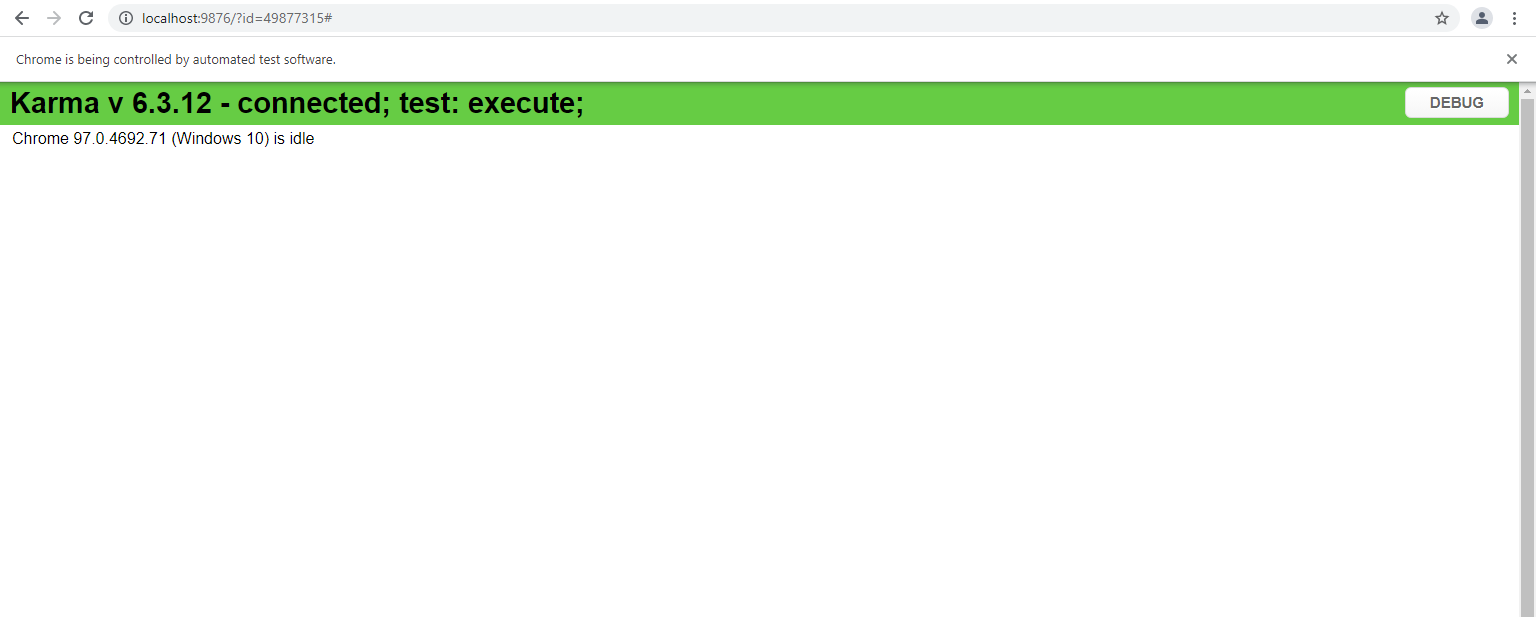 localhost:9876/?id=49877315#
Chrome is being controlled by automated test software.
Karma v 6.3.12 - connected; test: execute;
DEBUG
Chrome 97.0.4692.71 (Windows 10) is idle